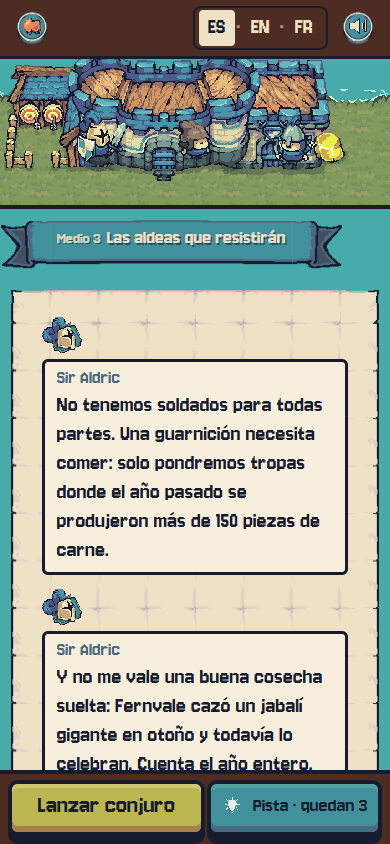 ES · EN · FR
Medio 3 Las aldeas que resistirán
Sir Aldric
No tenemos soldados para todas
partes. Una guarnición necesita
comer: solo pondremos tropas
donde el año pasado se
produjeron más de 150 piezas de
carne.
Sir Aldric
Y no me vale una buena cosecha
suelta: Fernvale cazó un jabalí
gigante en otoño y todavía lo
celebran. Cuenta el año entero.
Lanzar conjuro
Pista · quedan 3